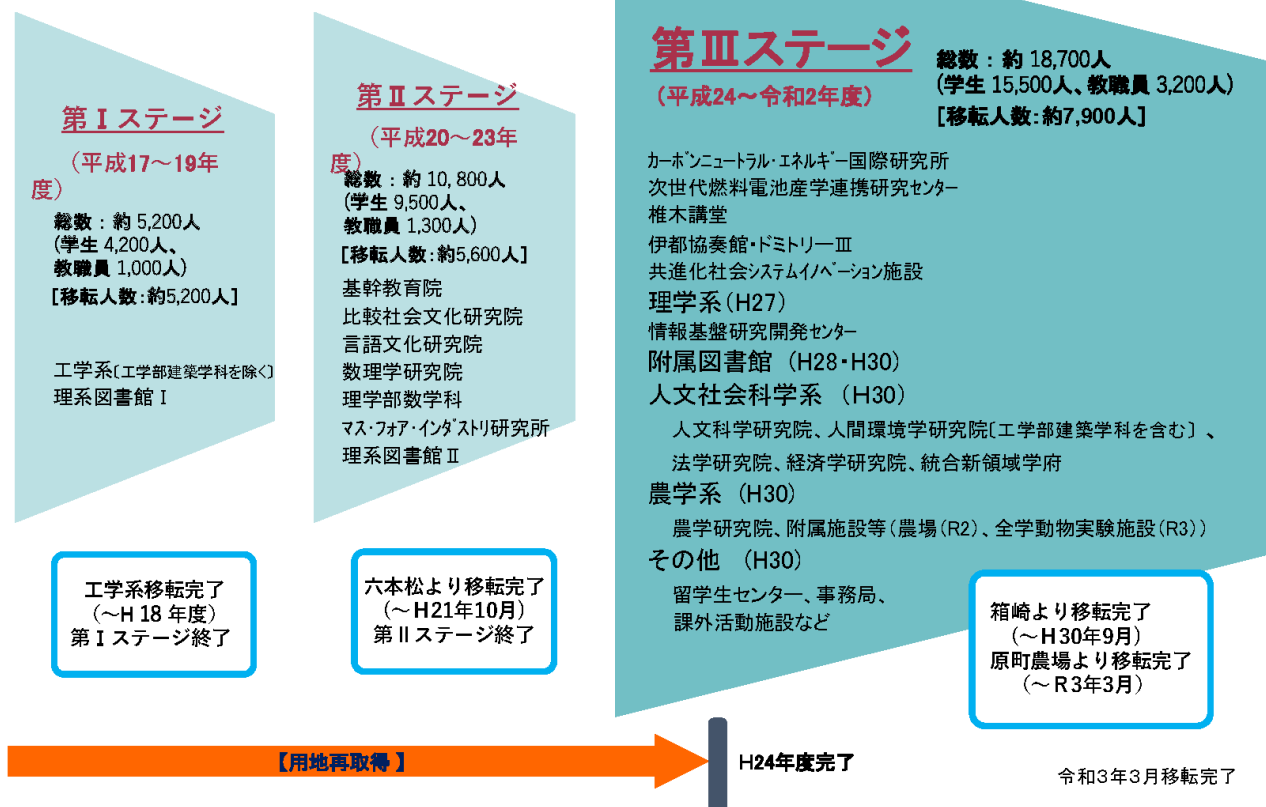 第Ⅰステージ
（平成17～19年
度）
総数 : 約 5,200人
(学生 4,200人、
教職員 1,000人)
[移転人数:約5,200人]
工学系〔工学部建築学科を除く〕
理系図書館Ⅰ
工学系移転完了
（～H 18 年度）
第Ⅰステージ終了
第Ⅱステージ
（平成20～23年
度）
総数 : 約 10,800人
(学生 9,500人、
教職員 1,300人)
[移転人数:約5,600人]
基幹教育院
比較社会文化研究院
言語文化研究院
数理学研究院
理学部数学科
ﾏｽ･ﾌｫｱ･ｲﾝﾀﾞｽﾄﾘ研究所
理系図書館Ⅱ
六本松より移転完了
（～H21年10月）
第Ⅱステージ終了
第Ⅲステージ
（平成24～令和2年度）
総数 : 約 18,700人
(学生 15,500人、教職員 3,200人)
[移転人数:約7,900人]
ｶｰﾎﾞﾝﾆｭｰﾄﾗﾙ･ｴﾈﾙｷﾞｰ国際研究所
次世代燃料電池産学連携研究ｾﾝﾀｰ
椎木講堂
伊都協奏館・ドミトリーⅢ
共進化社会ｼｽﾃﾑｲﾉﾍﾞｰｼｮﾝ施設
理学系（H27）
情報基盤研究開発ｾﾝﾀｰ
附属図書館 （H28・H30）
人文社会科学系 （H30）
人文科学研究院、人間環境学研究院〔工学部建築学科を含む〕 、
法学研究院、経済学研究院、統合新領域学府
農学系 （H30）
農学研究院、附属施設等（農場（R2）、全学動物実験施設（R3））
その他 （H30）
留学生センター、事務局、
課外活動施設など
箱崎より移転完了
（～H30年9月）
原町農場より移転完了
（～R3年3月）
【用地再取得 】
H24年度完了
令和3年3月移転完了